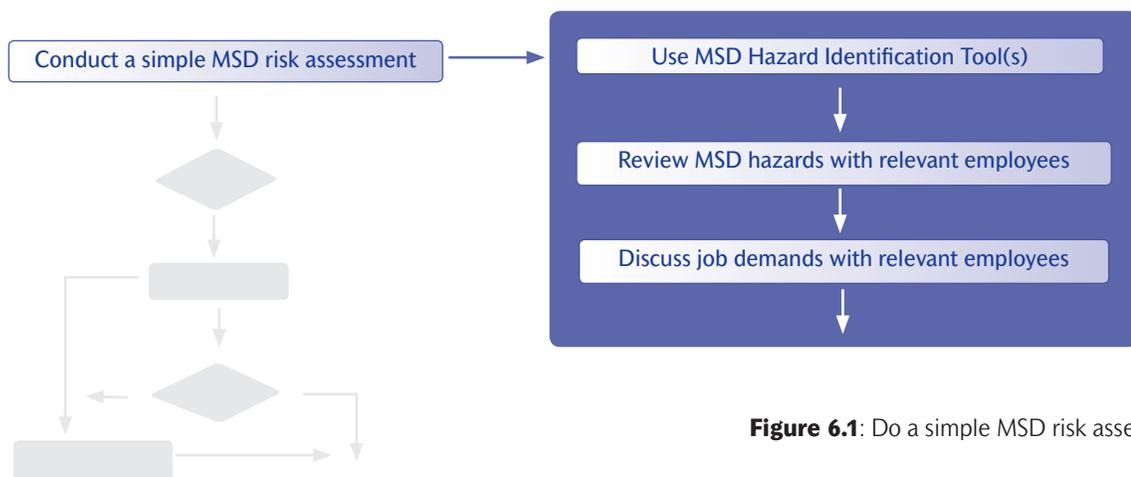 Conduct a simple MSD risk assessment
Use MSD Hazard Identification Tool(s)
Review MSD hazards with relevant employees
Discuss job demands with relevant employees
Figure 6.1: Do a simple MSD risk